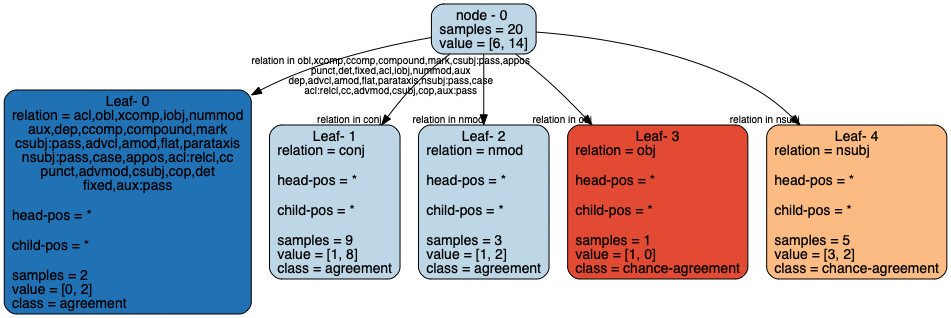 node - 0
samples = 20
value = [6, 14]
relation in obl,xcomp,ccomp,compound,mark,csubj:pass,appos
punct,det,fixed,acl,iobj,nummod,aux
dep,advcl,amod,flat,parataxis,nsubj:pass,case
acl:relcl,cc,advmod,csubj,cop,aux:pass
relation in conj
relation in nmod
relation in obj
relation in nsubj
Leaf- 0
relation = acl,obl,xcomp,iobj,nummod
aux,dep,ccomp,compound,mark
csubj:pass,advcl,amod,flat,parataxis
nsubj:pass,case,appos,acl:relcl,cc
punct,advmod,csubj,cop,det
fixed,aux:pass
head-pos = *
child-pos = *
samples = 2
value = [0, 2]
class = agreement
Leaf- 1
relation = conj
head-pos = *
child-pos = *
samples = 9
value = [1, 8]
class = agreement
Leaf- 2
relation = nmod
head-pos = *
child-pos = *
samples = 3
value = [1, 2]
class = agreement
Leaf- 3
relation = obj
head-pos = *
child-pos = *
samples = 1
value = [1, 0]
class = chance-agreement
Leaf- 4
relation = nsubj
head-pos = *
child-pos = *
samples = 5
value = [3, 2]
class = chance-agreement